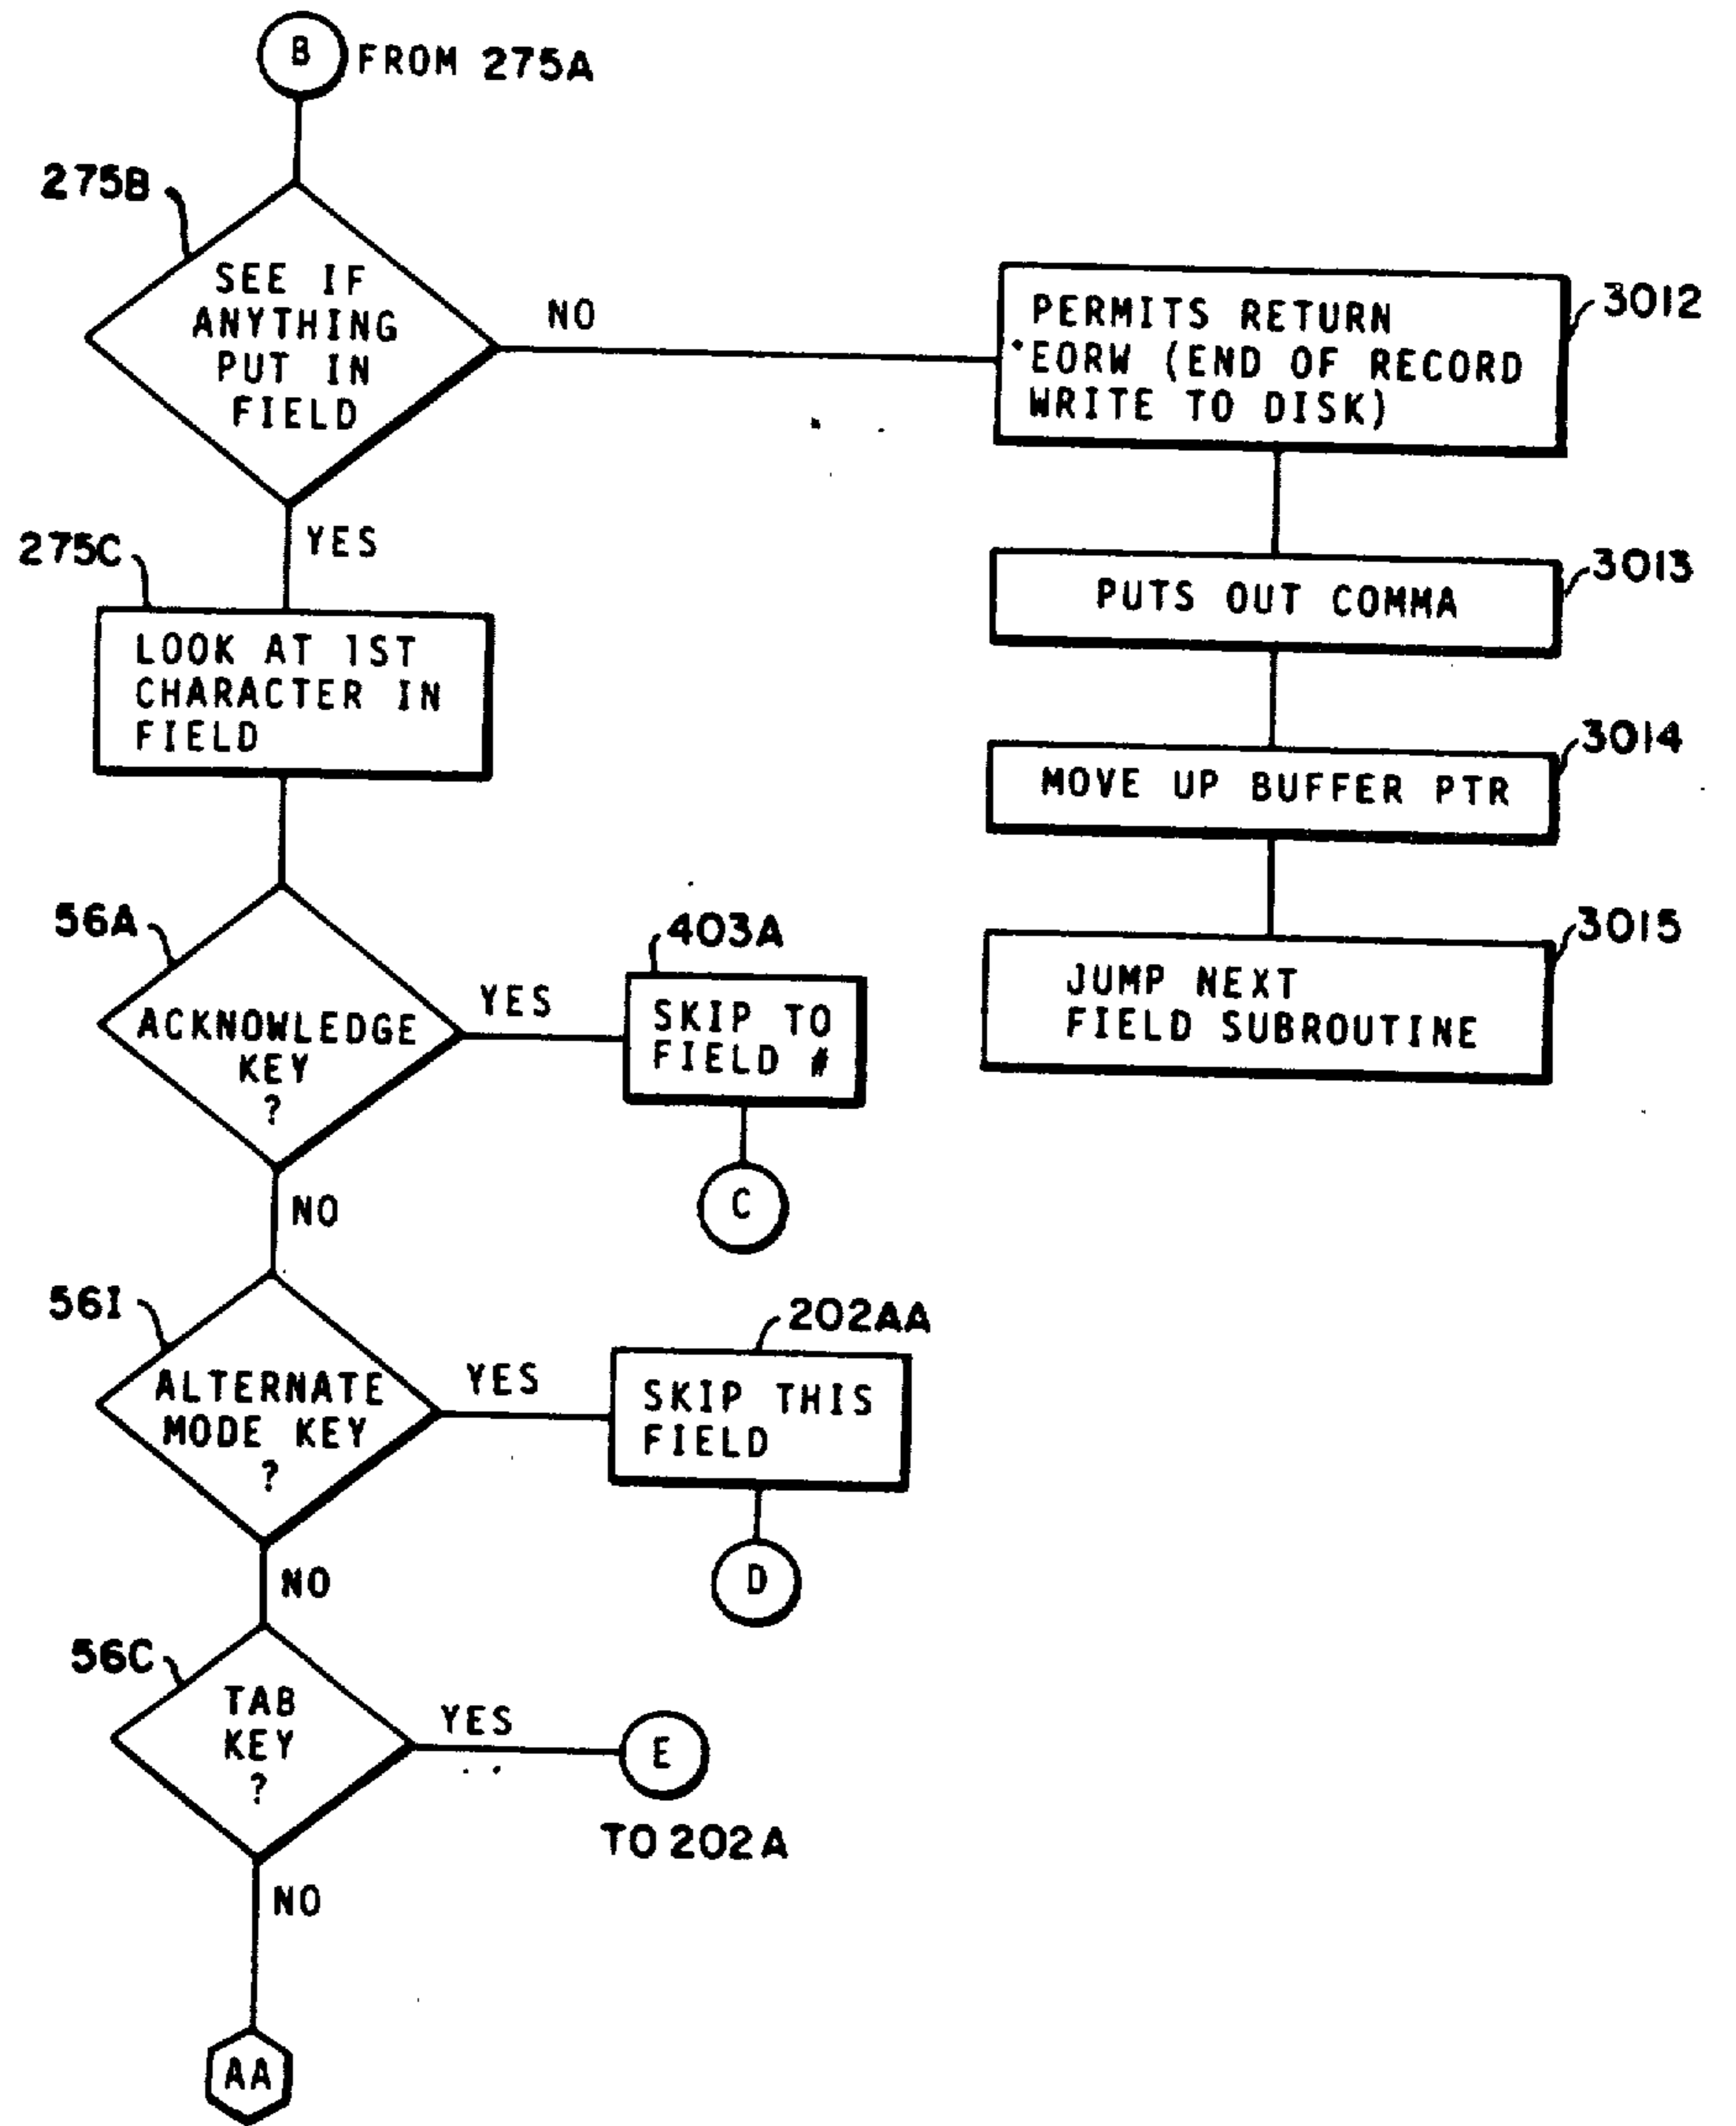 B FROM 275A
275B
SEE IF
ANYTHING
PUT IN
FIELD
NO
YES
PERMITS RETURN
*EORW (END OF RECORD
WRITE TO DISK)
3012
PUTS OUT COMMA
3013
MOVE UP BUFFER PTR
3014
JUMP NEXT
FIELD SUBROUTINE
3015
275C
LOOK AT 1ST
CHARACTER IN
FIELD
56A
ACKNOWLEDGE
KEY
?
YES
403A
SKIP TO
FIELD #
C
NO
56I
ALTERNATE
MODE KEY
?
YES
202AA
SKIP THIS
FIELD
D
NO
56C
TAB
KEY
?
YES
E
TO 202A
NO
AA